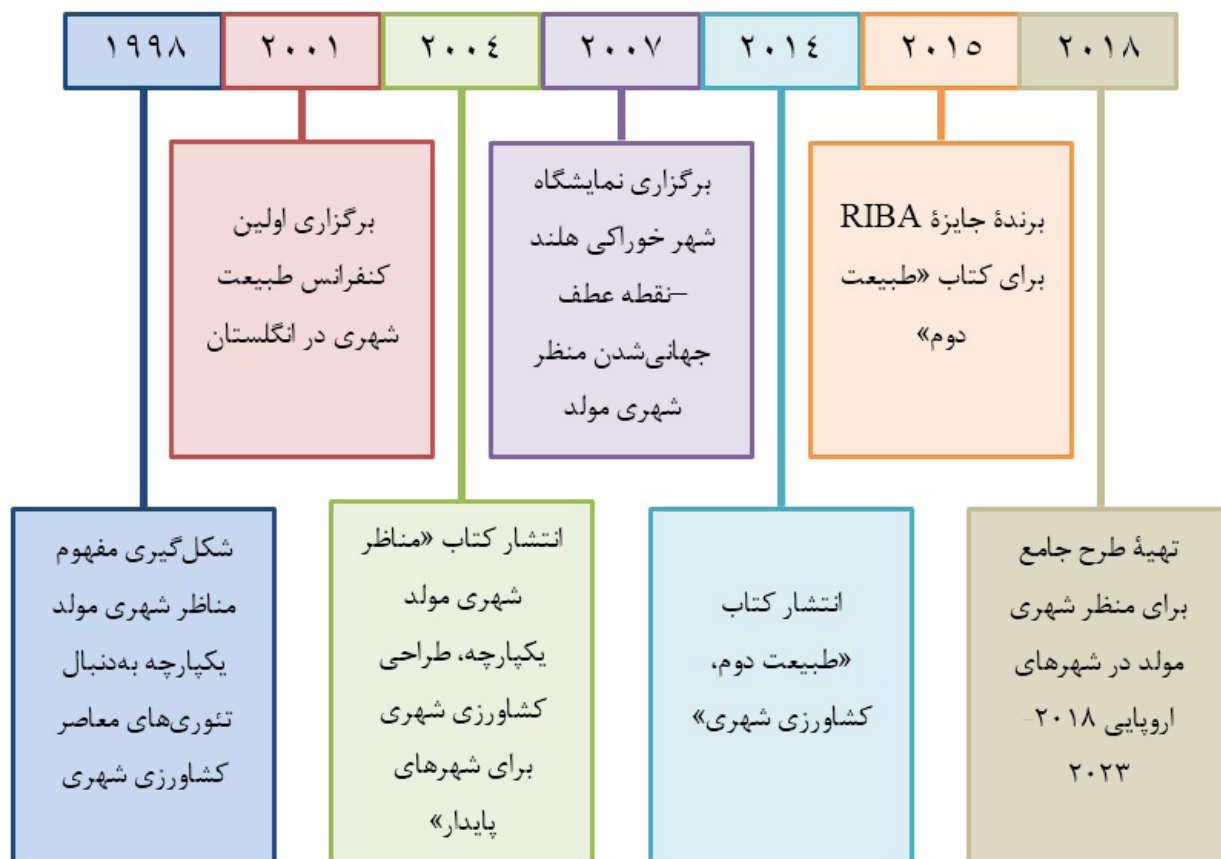 ۱۹۹۸
۲۰۰۱
۲۰۰۴
۲۰۰۷
۲۰۱۴
۲۰۱۵
۲۰۱۸
شکل‌گیری مفهوم
مناظر شهری مولد
یکپارچه به‌دنبال
تئوری‌های معاصر
کشاورزی شهری
برگزاری اولین
کنفرانس طبیعت
شهری در انگلستان
انتشار کتاب «مناظر
شهری مولد
یکپارچه، طراحی
کشاورزی شهری
برای شهرهای
پایدار»
برگزاری نمایشگاه
شهر خوراکی هلند
–نقطه عطف
جهانی‌شدن منظر
شهری مولد
انتشار کتاب
«طبیعت دوم،
کشاورزی شهری»
برندۀ جایزۀ RIBA
برای کتاب «طبیعت
دوم»
تهیۀ طرح جامع
برای منظر شهری
مولد در شهرهای
اروپایی ۲۰۱۸-
۲۰۲۳